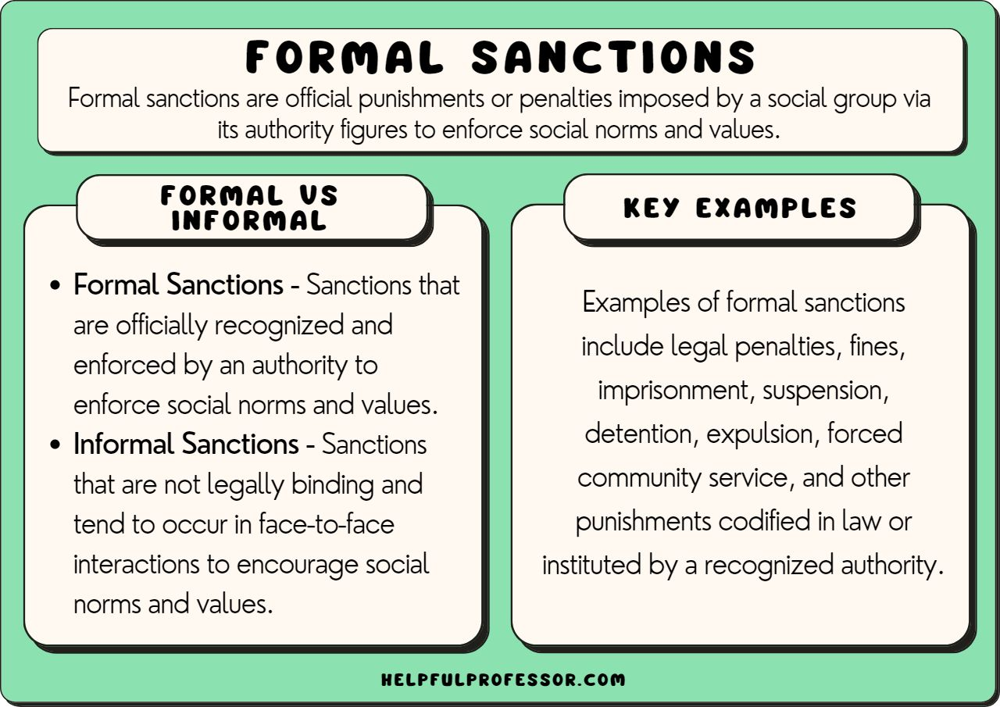 FORMAL SANCTIONS
Formal sanctions are official punishments or penalties imposed by a social group via
its authority figures to enforce social norms and values.
FORMAL VS
INFORMAL
• Formal Sanctions - Sanctions that
are officially recognized and
enforced by an authority to
enforce social norms and values.
• Informal Sanctions - Sanctions
that are not legally binding and
tend to occur in face-to-face
interactions to encourage social
norms and values.
KEY EXAMPLES
Examples of formal sanctions
include legal penalties, fines,
imprisonment, suspension,
detention, expulsion, forced
community service, and other
punishments codified in law or
instituted by a recognized authority.
HELPFULPROFESSOR.COM